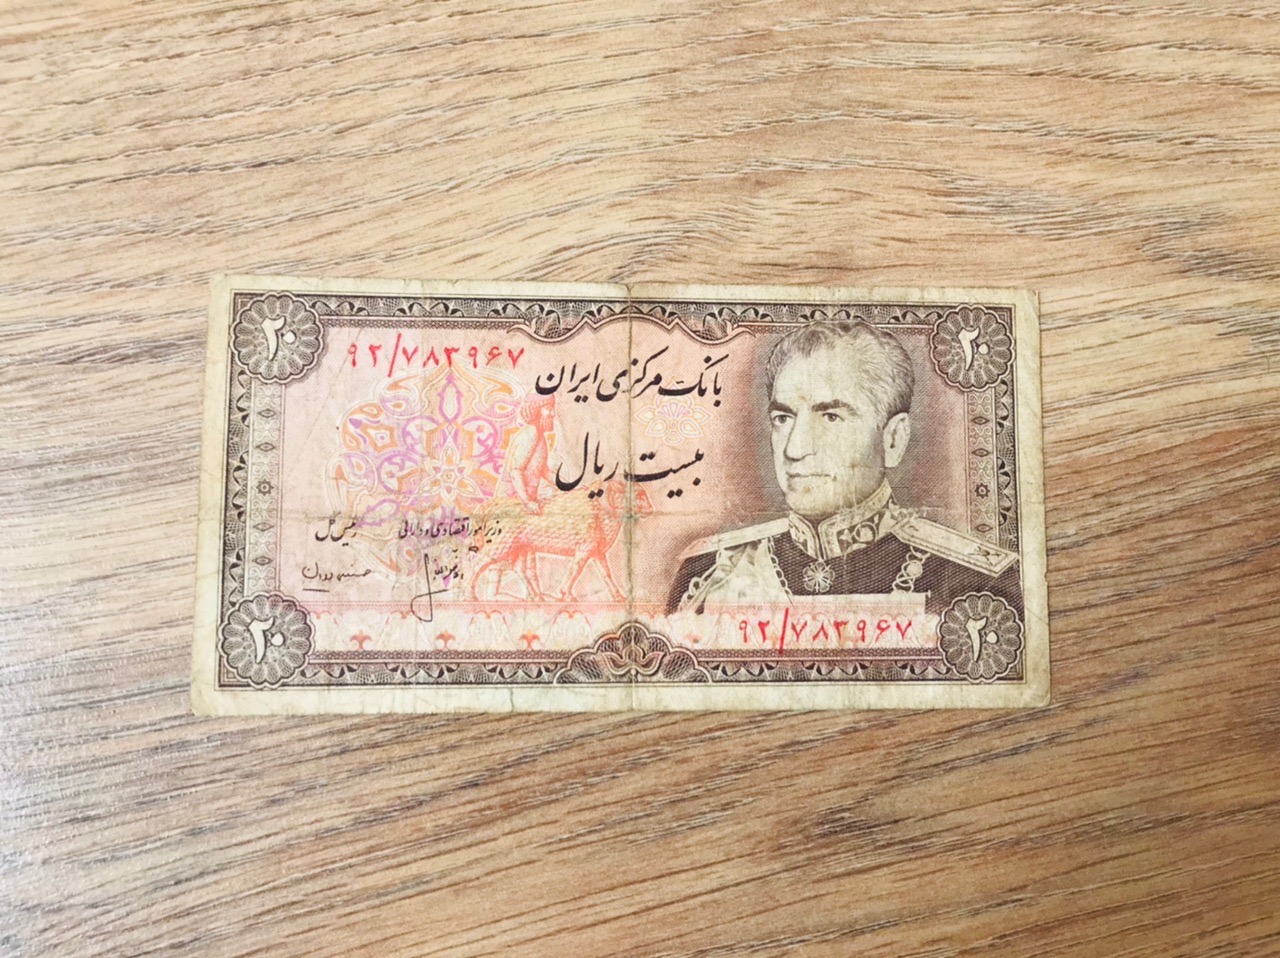 ۲۰
۲۰
۹۲/۷۸۳۹۶۷
بانک مرکزی ایران
بیست ریال
وزیر امور اقتصادی و دارائی
رئیس کل
۹۲/۷۸۳۹۶۷
۲۰
۲۰